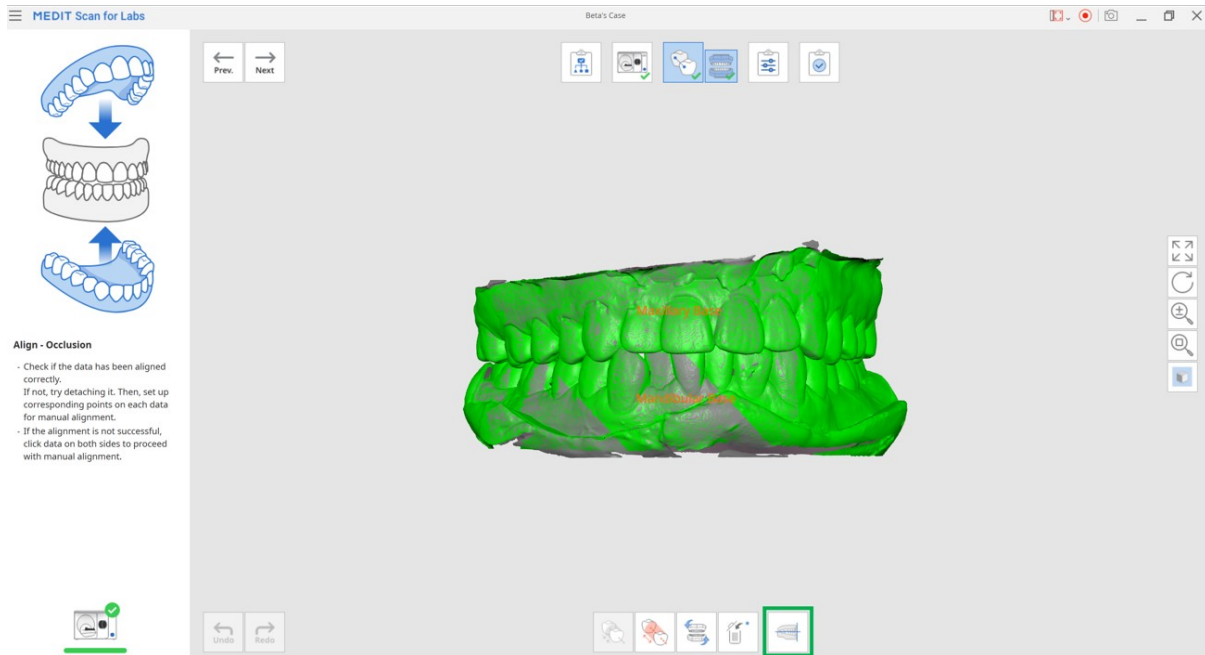 MEDIT Scan for Labs
Beta's Case
Prev.
Next
Maxillary Base
Mandibular Base
Align - Occlusion
- Check if the data has been aligned
correctly.
If not, try detaching it. Then, set up
corresponding points on each data
for manual alignment.
- If the alignment is not successful,
click data on both sides to proceed
with manual alignment.
Undo
Redo